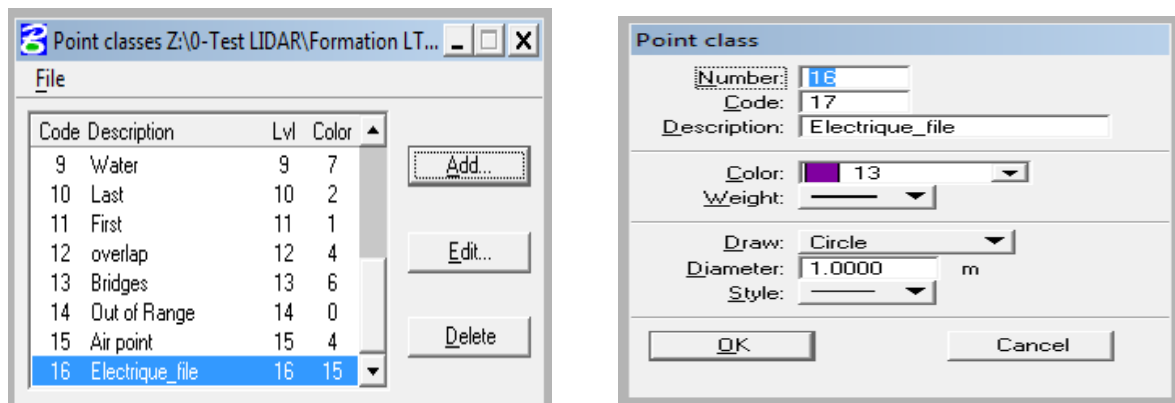 Point classes Z:\0-Test LIDAR\Formation LT...
File
Code Description Lvl Color
9 Water 9 7
10 Last 10 2
11 First 11 1
12 overlap 12 4
13 Bridges 13 6
14 Out of Range 14 0
15 Air point 15 4
16 Electrique_file 16 15
Add...
Edit...
Delete
Point class
Number: 16
Code: 17
Description: Electrique_file
Color: 13
Weight:
Draw: Circle
Diameter: 1.0000 m
Style:
OK Cancel